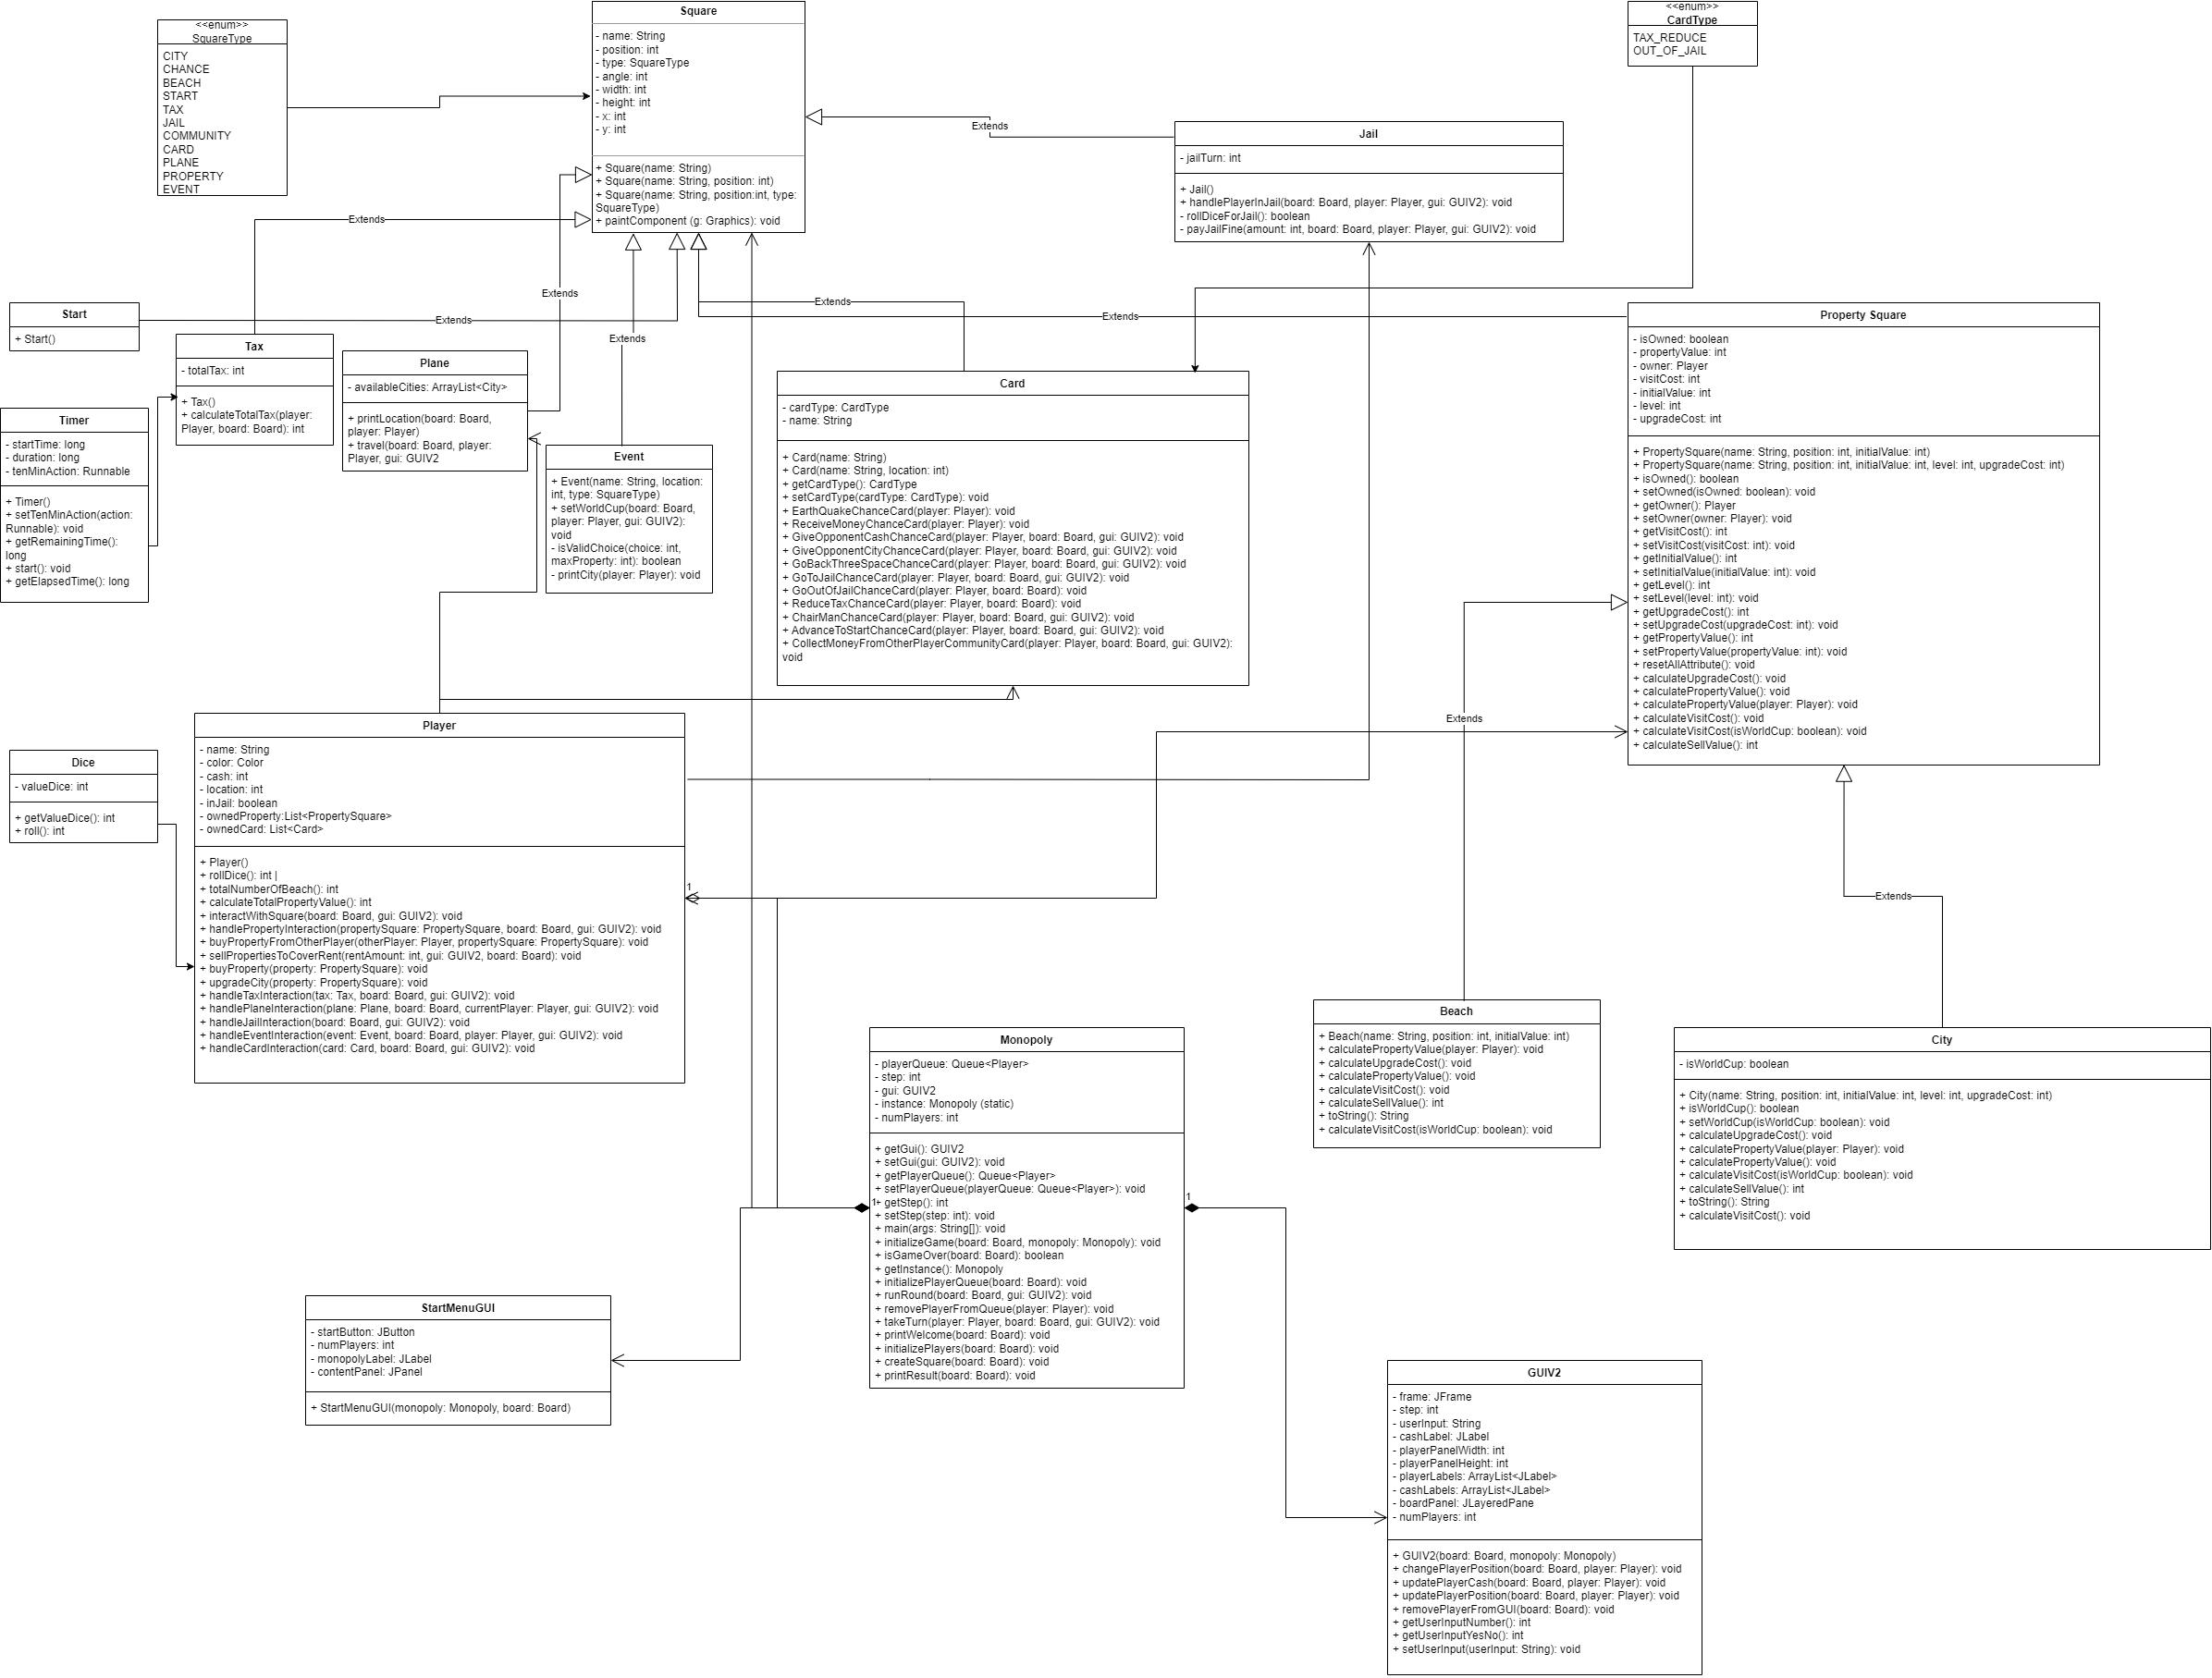 <<enum>>
SquareType
CITY
CHANCE
BEACH
START
TAX
JAIL
COMMUNITY
CARD
PLANE
PROPERTY
EVENT
Square
- name: String
- position: int
- type: SquareType
- angle: int
- width: int
- height: int
- x: int
- y: int
+ Square(name: String)
+ Square(name: String, position: int)
+ Square(name: String, position:int, type:
SquareType)
+ paintComponent (g: Graphics): void
<<enum>>
CardType
TAX_REDUCE
OUT_OF_JAIL
Extends
Jail
- jailTurn: int
+ Jail()
+ handlePlayerInJail(board: Board, player: Player, gui: GUIV2): void
- rollDiceForJail(): boolean
- payJailFine(amount: int, board: Board, player: Player, gui: GUIV2): void
Extends
Extends
Extends
Extends
Extends
Extends
Start
+ Start()
Tax
- totalTax: int
+ Tax()
+ calculateTotalTax(player:
Player, board: Board): int
Plane
- availableCities: ArrayList<City>
+ printLocation(board: Board,
player: Player)
+ travel(board: Board, player:
Player, gui: GUIV2
Timer
- startTime: long
- duration: long
- tenMinAction: Runnable
+ Timer()
+ setTenMinAction(action:
Runnable): void
+ getRemainingTime():
long
+ start(): void
+ getElapsedTime(): long
Event
+ Event(name: String, location:
int, type: SquareType)
+ setWorldCup(board: Board,
player: Player, gui: GUIV2):
void
- isValidChoice(choice: int,
maxProperty: int): boolean
- printCity(player: Player): void
Card
- cardType: CardType
- name: String
+ Card(name: String)
+ Card(name: String, location: int)
+ getCardType(): CardType
+ setCardType(cardType: CardType): void
+ EarthQuakeChanceCard(player: Player): void
+ ReceiveMoneyChanceCard(player: Player): void
+ GiveOpponentCashChanceCard(player: Player, board: Board, gui: GUIV2): void
+ GiveOpponentCityChanceCard(player: Player, board: Board, gui: GUIV2): void
+ GoBackThreeSpaceChanceCard(player: Player, board: Board, gui: GUIV2): void
+ GoToJailChanceCard(player: Player, board: Board, gui: GUIV2): void
+ GoOutOfJailChanceCard(player: Player, board: Board): void
+ ReduceTaxChanceCard(player: Player, board: Board): void
+ ChairManChanceCard(player: Player, board: Board, gui: GUIV2): void
+ AdvanceToStartChanceCard(player: Player, board: Board, gui: GUIV2): void
+ CollectMoneyFromOtherPlayerCommunityCard(player: Player, board: Board, gui: GUIV2):
void
Property Square
- isOwned: boolean
- propertyValue: int
- owner: Player
- visitCost: int
- initialValue: int
- level: int
- upgradeCost: int
+ PropertySquare(name: String, position: int, initialValue: int)
+ PropertySquare(name: String, position: int, initialValue: int, level: int, upgradeCost: int)
+ isOwned(): boolean
+ setOwned(isOwned: boolean): void
+ getOwner(): Player
+ setOwner(owner: Player): void
+ getVisitCost(): int
+ setVisitCost(visitCost: int): void
+ getInitialValue(): int
+ setInitialValue(initialValue: int): void
+ getLevel(): int
+ setLevel(level: int): void
+ getUpgradeCost(): int
+ setUpgradeCost(upgradeCost: int): void
+ getPropertyValue(): int
+ setPropertyValue(propertyValue: int): void
+ resetAllAttribute(): void
+ calculateUpgradeCost(): void
+ calculatePropertyValue(): void
+ calculatePropertyValue(player: Player): void
+ calculateVisitCost(): void
+ calculateVisitCost(isWorldCup: boolean): void
+ calculateSellValue(): int
Dice
- valueDice: int
+ getValueDice(): int
+ roll(): int
Player
- name: String
- color: Color
- cash: int
- location: int
- inJail: boolean
- ownedProperty:List<PropertySquare>
- ownedCard: List<Card>
+ Player()
+ rollDice(): int |
+ totalNumberOfBeach(): int
+ calculateTotalPropertyValue(): int
+ interactWithSquare(board: Board, gui: GUIV2): void
+ handlePropertyInteraction(propertySquare: PropertySquare, board: Board, gui: GUIV2): void
+ buyPropertyFromOtherPlayer(otherPlayer: Player, propertySquare: PropertySquare): void
+ sellPropertiesToCoverRent(rentAmount: int, gui: GUIV2, board: Board): void
+ buyProperty(property: PropertySquare): void
+ upgradeCity(property: PropertySquare): void
+ handleTaxInteraction(tax: Tax, board: Board, gui: GUIV2): void
+ handlePlaneInteraction(plane: Plane, board: Board, currentPlayer: Player, gui: GUIV2): void
+ handleJailInteraction(board: Board, gui: GUIV2): void
+ handleEventInteraction(event: Event, board: Board, player: Player, gui: GUIV2): void
+ handleCardInteraction(card: Card, board: Board, gui: GUIV2): void
1
Extends
Extends
Monopoly
- playerQueue: Queue<Player>
- step: int
- gui: GUIV2
- instance: Monopoly (static)
- numPlayers: int
+ getGui(): GUIV2
+ setGui(gui: GUIV2): void
+ getPlayerQueue(): Queue<Player>
+ setPlayerQueue(playerQueue: Queue<Player>): void
+ getStep(): int
+ setStep(step: int): void
+ main(args: String[]): void
+ initializeGame(board: Board, monopoly: Monopoly): void
+ isGameOver(board: Board): boolean
+ getInstance(): Monopoly
+ initializePlayerQueue(board: Board): void
+ runRound(board: Board, gui: GUIV2): void
+ removePlayerFromQueue(player: Player): void
+ takeTurn(player: Player, board: Board, gui: GUIV2): void
+ printWelcome(board: Board): void
+ initializePlayers(board: Board): void
+ createSquare(board: Board): void
+ printResult(board: Board): void
1
1
Beach
+ Beach(name: String, position: int, initialValue: int)
+ calculatePropertyValue(player: Player): void
+ calculateUpgradeCost(): void
+ calculatePropertyValue(): void
+ calculateVisitCost(): void
+ calculateSellValue(): int
+ toString(): String
+ calculateVisitCost(isWorldCup: boolean): void
City
- isWorldCup: boolean
+ City(name: String, position: int, initialValue: int, level: int, upgradeCost: int)
+ isWorldCup(): boolean
+ setWorldCup(isWorldCup: boolean): void
+ calculateUpgradeCost(): void
+ calculatePropertyValue(player: Player): void
+ calculatePropertyValue(): void
+ calculateVisitCost(isWorldCup: boolean): void
+ calculateSellValue(): int
+ toString(): String
+ calculateVisitCost(): void
StartMenuGUI
- startButton: JButton
- numPlayers: int
- monopolyLabel: JLabel
- contentPanel: JPanel
+ StartMenuGUI(monopoly: Monopoly, board: Board)
GUIV2
- frame: JFrame
- step: int
- userInput: String
- cashLabel: JLabel
- playerPanelWidth: int
- playerPanelHeight: int
- playerLabels: ArrayList<JLabel>
- cashLabels: ArrayList<JLabel>
- boardPanel: JLayeredPane
- numPlayers: int
+ GUIV2(board: Board, monopoly: Monopoly)
+ changePlayerPosition(board: Board, player: Player): void
+ updatePlayerCash(board: Board, player: Player): void
+ updatePlayerPosition(board: Board, player: Player): void
+ removePlayerFromGUI(board: Board): void
+ getUserInputNumber(): int
+ getUserInputYesNo(): int
+ setUserInput(userInput: String): void